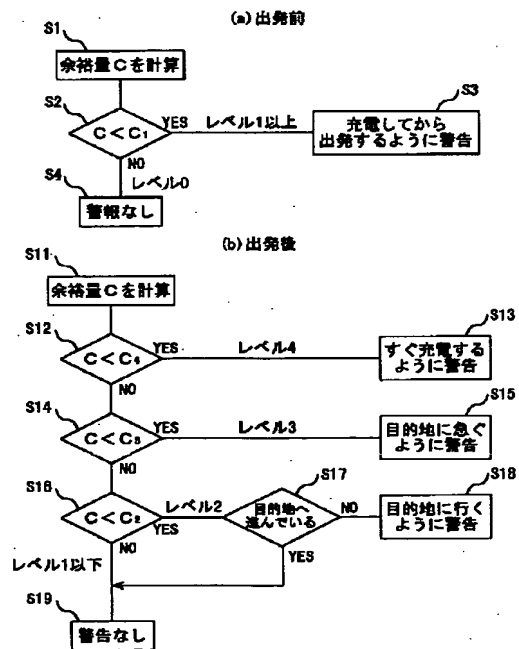 (a)出発前
S1
余裕量Cを計算
S2
C<C₁
YES
レベル1以上
S3
充電してから
出発するように警告
NO
レベル0
S4
警報なし
(b)出発後
S11
余裕量Cを計算
S12
C<C₄
YES
レベル4
S13
すぐ充電する
ように警告
NO
S14
C<C₃
YES
レベル3
S15
目的地に急ぐ
ように警告
NO
S16
C<C₂
YES
レベル2
S17
目的地へ
進んでいる
NO
S18
目的地に行く
ように警告
YES
NO
レベル1以下
S19
警告なし